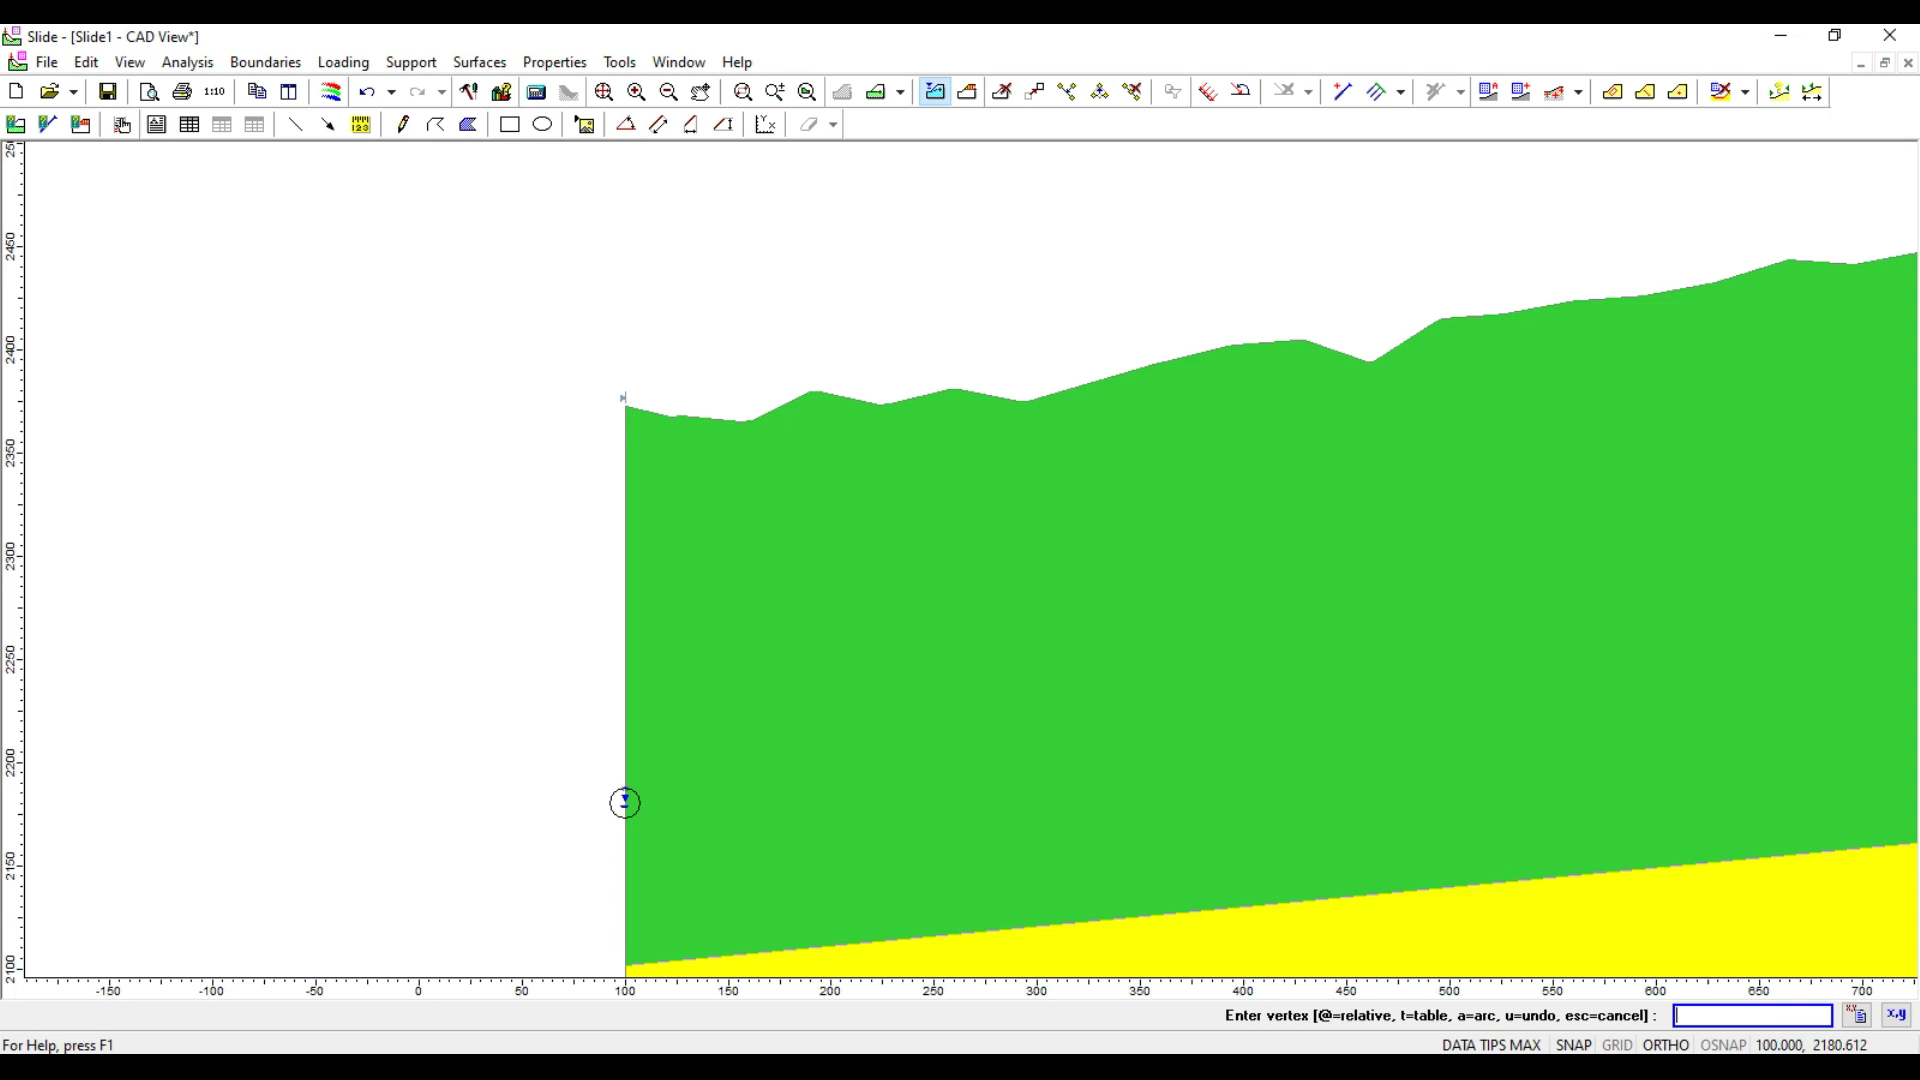 Slide - [Slide1 - CAD View*]
File Edit View Analysis Boundaries Loading Support Surfaces Properties Tools Window Help
1:10
123
2450
2400
2350
2300
2250
2200
2150
2100
-150 -100 -50 0 50 100 150 200 250 300 350 400 450 500 550 600 650 700
Enter vertex [@=relative, t=table, a=arc, u=undo, esc=cancel] :
x,y
For Help, press F1
DATA TIPS MAX SNAP GRID ORTHO OSNAP 100.000, 2180.612